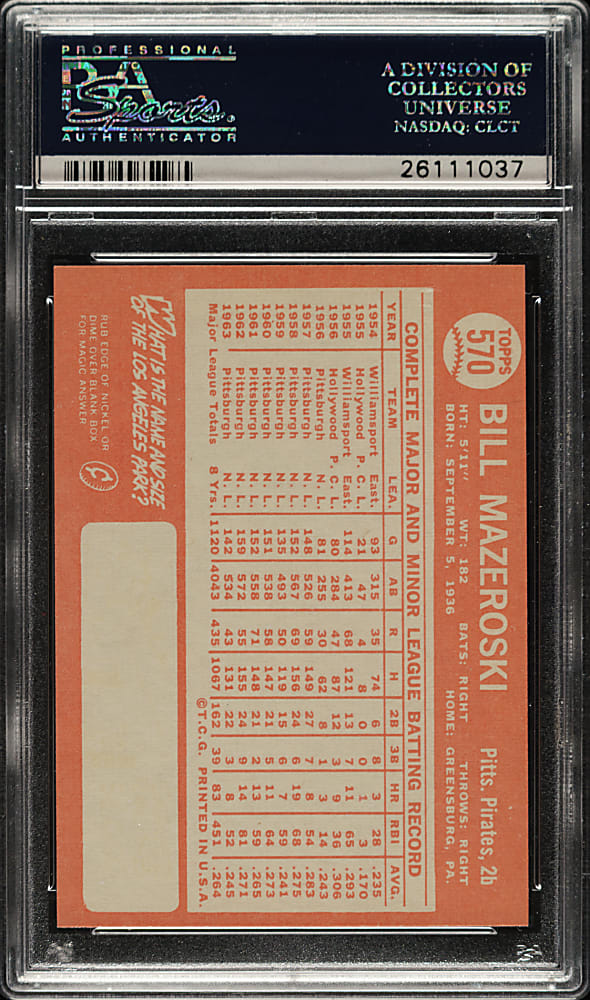 PROFESSIONAL
TO
PSA
Sports.
AUTHENTICATOR
A DIVISION OF
COLLECTORS
UNIVERSE
NASDAQ: CLCT
26111037
TOPPS
570
BILL MAZEROSKI Pitts. Pirates, 2b
HT: 5'11" WT: 182 BATS: RIGHT THROWS: RIGHT
BORN: SEPTEMBER 5, 1936 HOME: GREENSBURG, PA.
COMPLETE MAJOR AND MINOR LEAGUE BATTING RECORD
YEAR TEAM LEA. G AB R H 2B 3B HR RBI AVG.
1954 Williamsport East. 93 315 35 74 6 8 3 28 .235
1955 Hollywood P. C. L. 21 47 4 8 0 0 1 3 .170
1955 Williamsport East. 114 413 68 121 13 7 11 65 .293
1956 Hollywood P. C. L. 80 284 47 87 12 3 9 36 .306
1956 Pittsburgh N. L. 81 255 30 62 8 1 3 14 .243
1957 Pittsburgh N. L. 148 526 59 149 27 7 8 54 .283
1958 Pittsburgh N. L. 152 567 69 156 24 6 19 68 .275
1959 Pittsburgh N. L. 135 493 50 119 15 6 7 59 .241
1960 Pittsburgh N. L. 151 538 58 147 21 5 11 64 .273
1961 Pittsburgh N. L. 152 558 71 148 21 2 13 59 .265
1962 Pittsburgh N. L. 159 572 55 155 24 9 14 81 .271
1963 Pittsburgh N. L. 142 534 43 131 22 3 8 52 .245
Major League Totals 8 Yrs. 1120 4043 435 1067 162 39 83 451 .264
©T.C.G. PRINTED IN U.S.A.
WHAT IS THE NAME AND SIZE
OF THE LOS ANGELES PARK?
RUB EDGE OF NICKEL OR
DIME OVER BLANK BOX
FOR MAGIC ANSWER